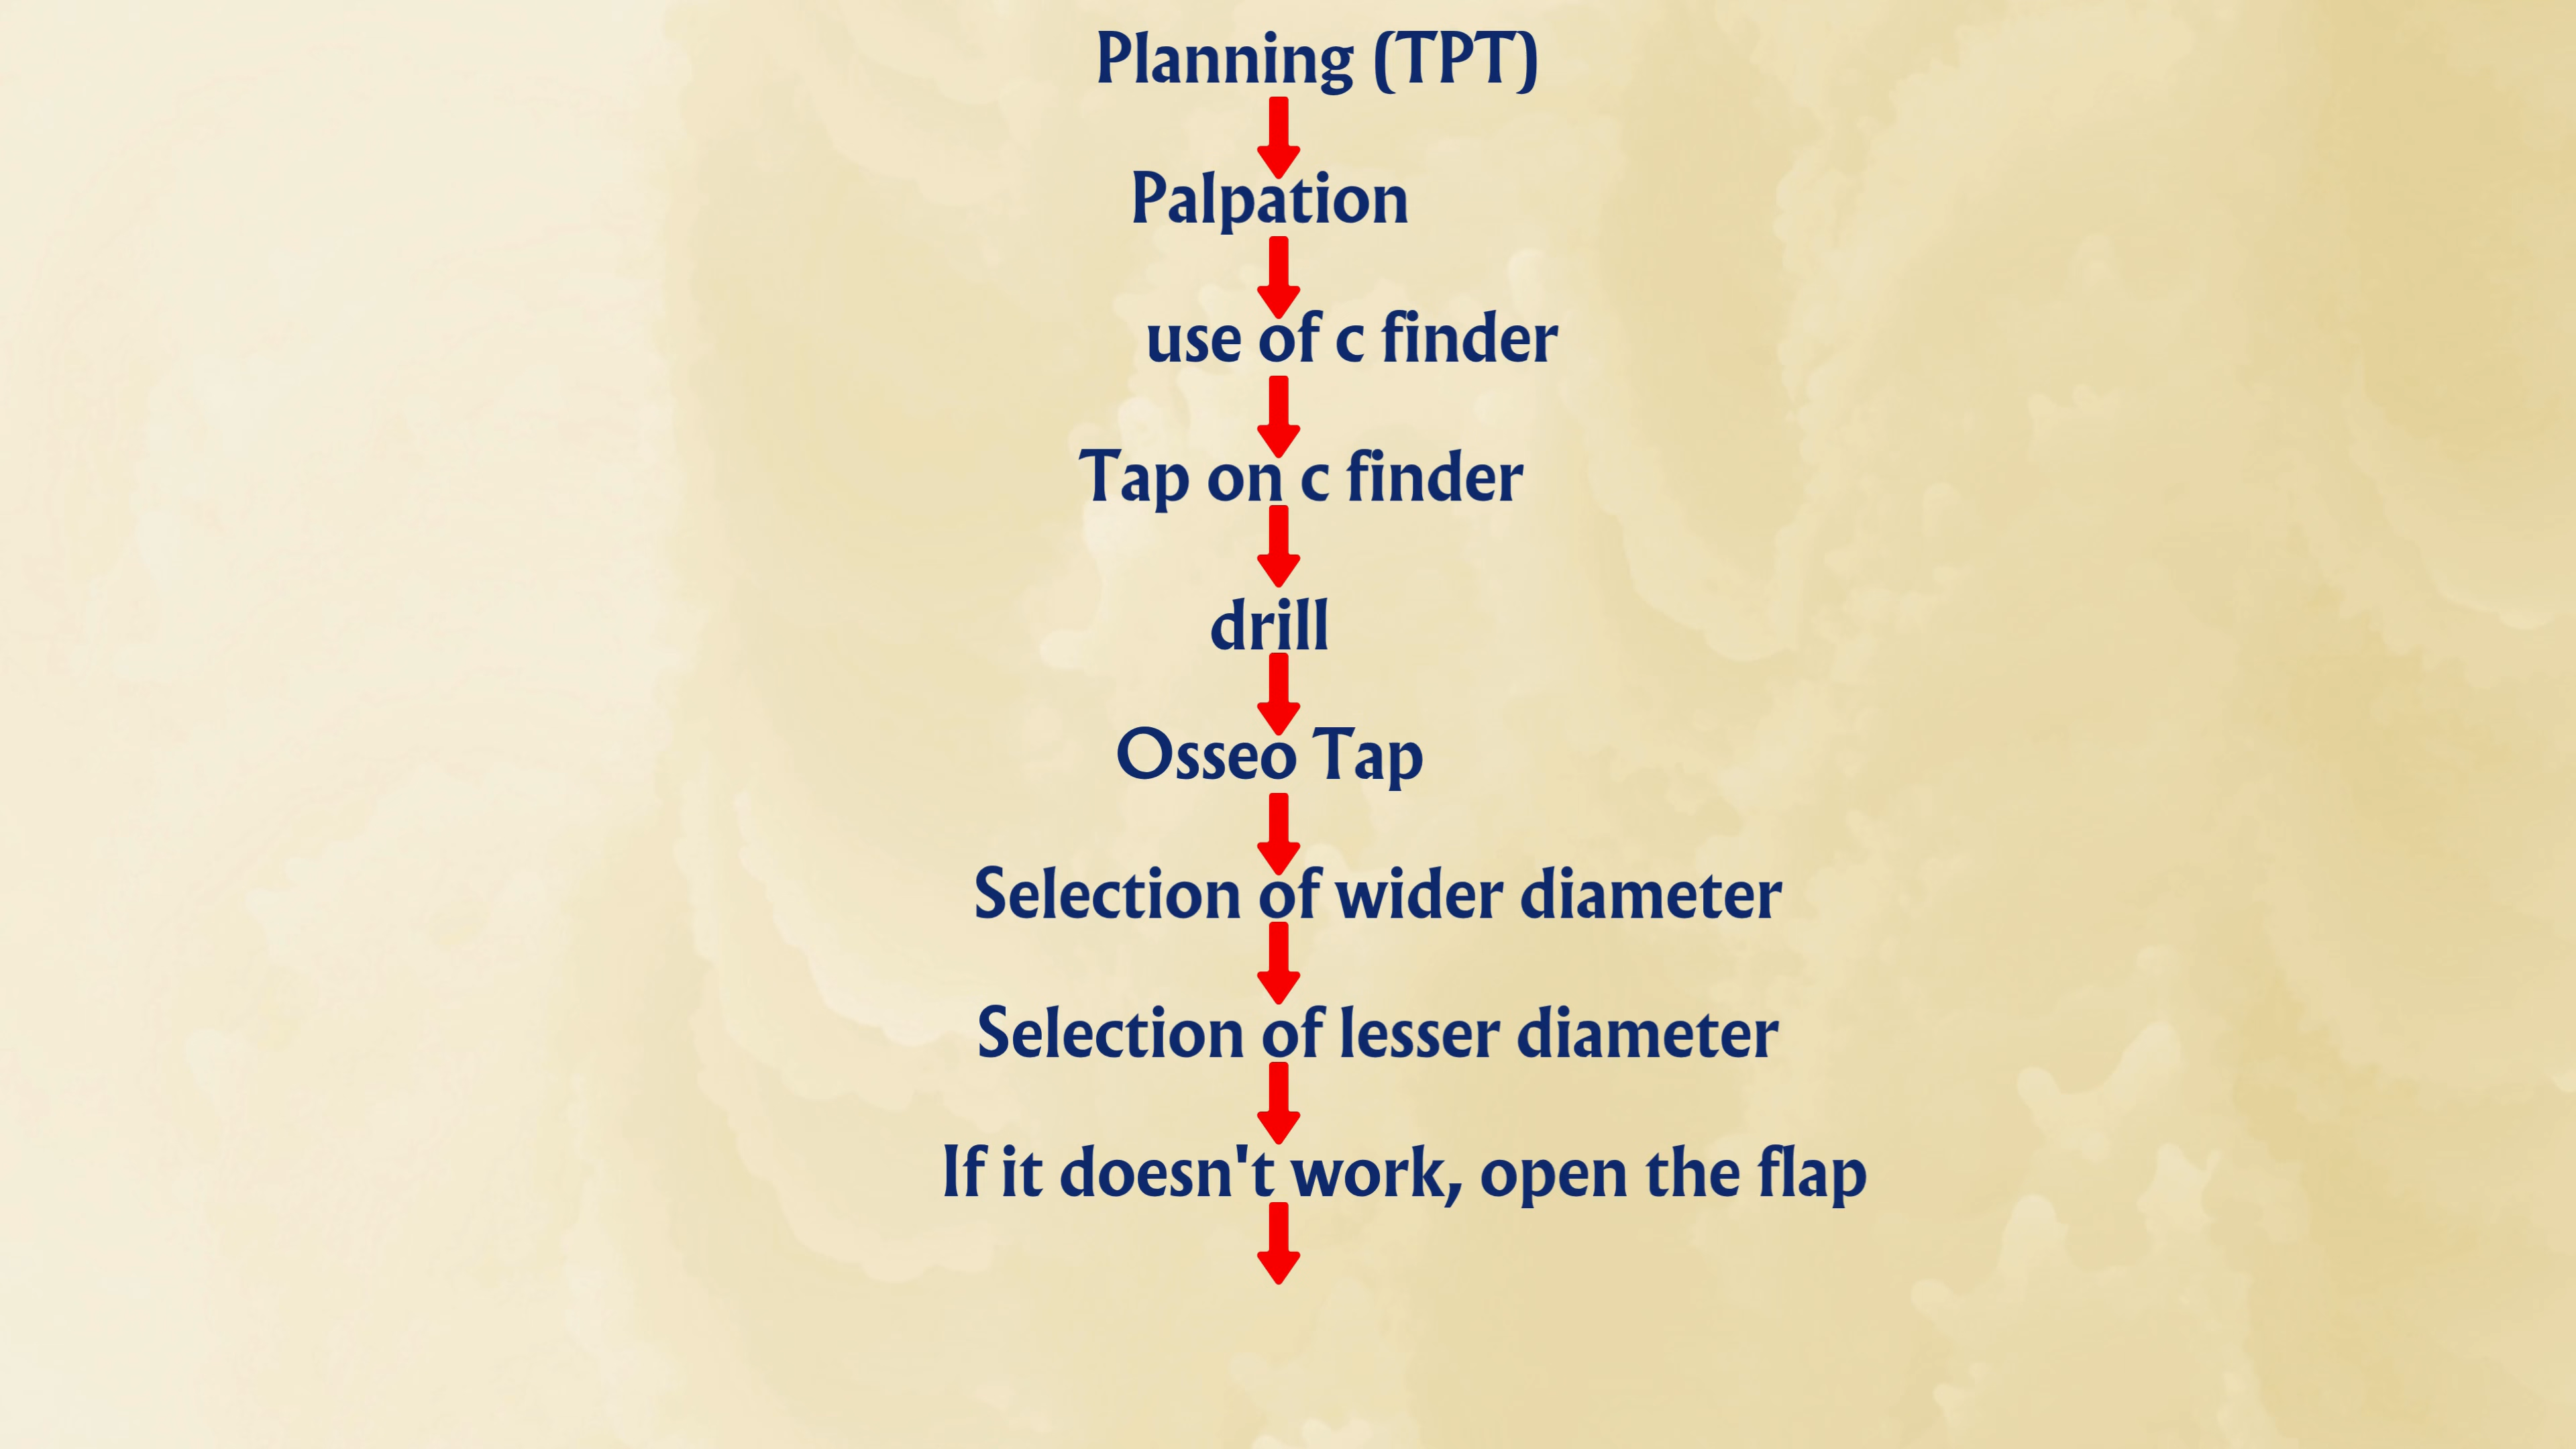 Planning (TPT)
Palpation
use of c finder
Tap on c finder
drill
Osseo Tap
Selection of wider diameter
Selection of lesser diameter
If it doesn't work, open the flap